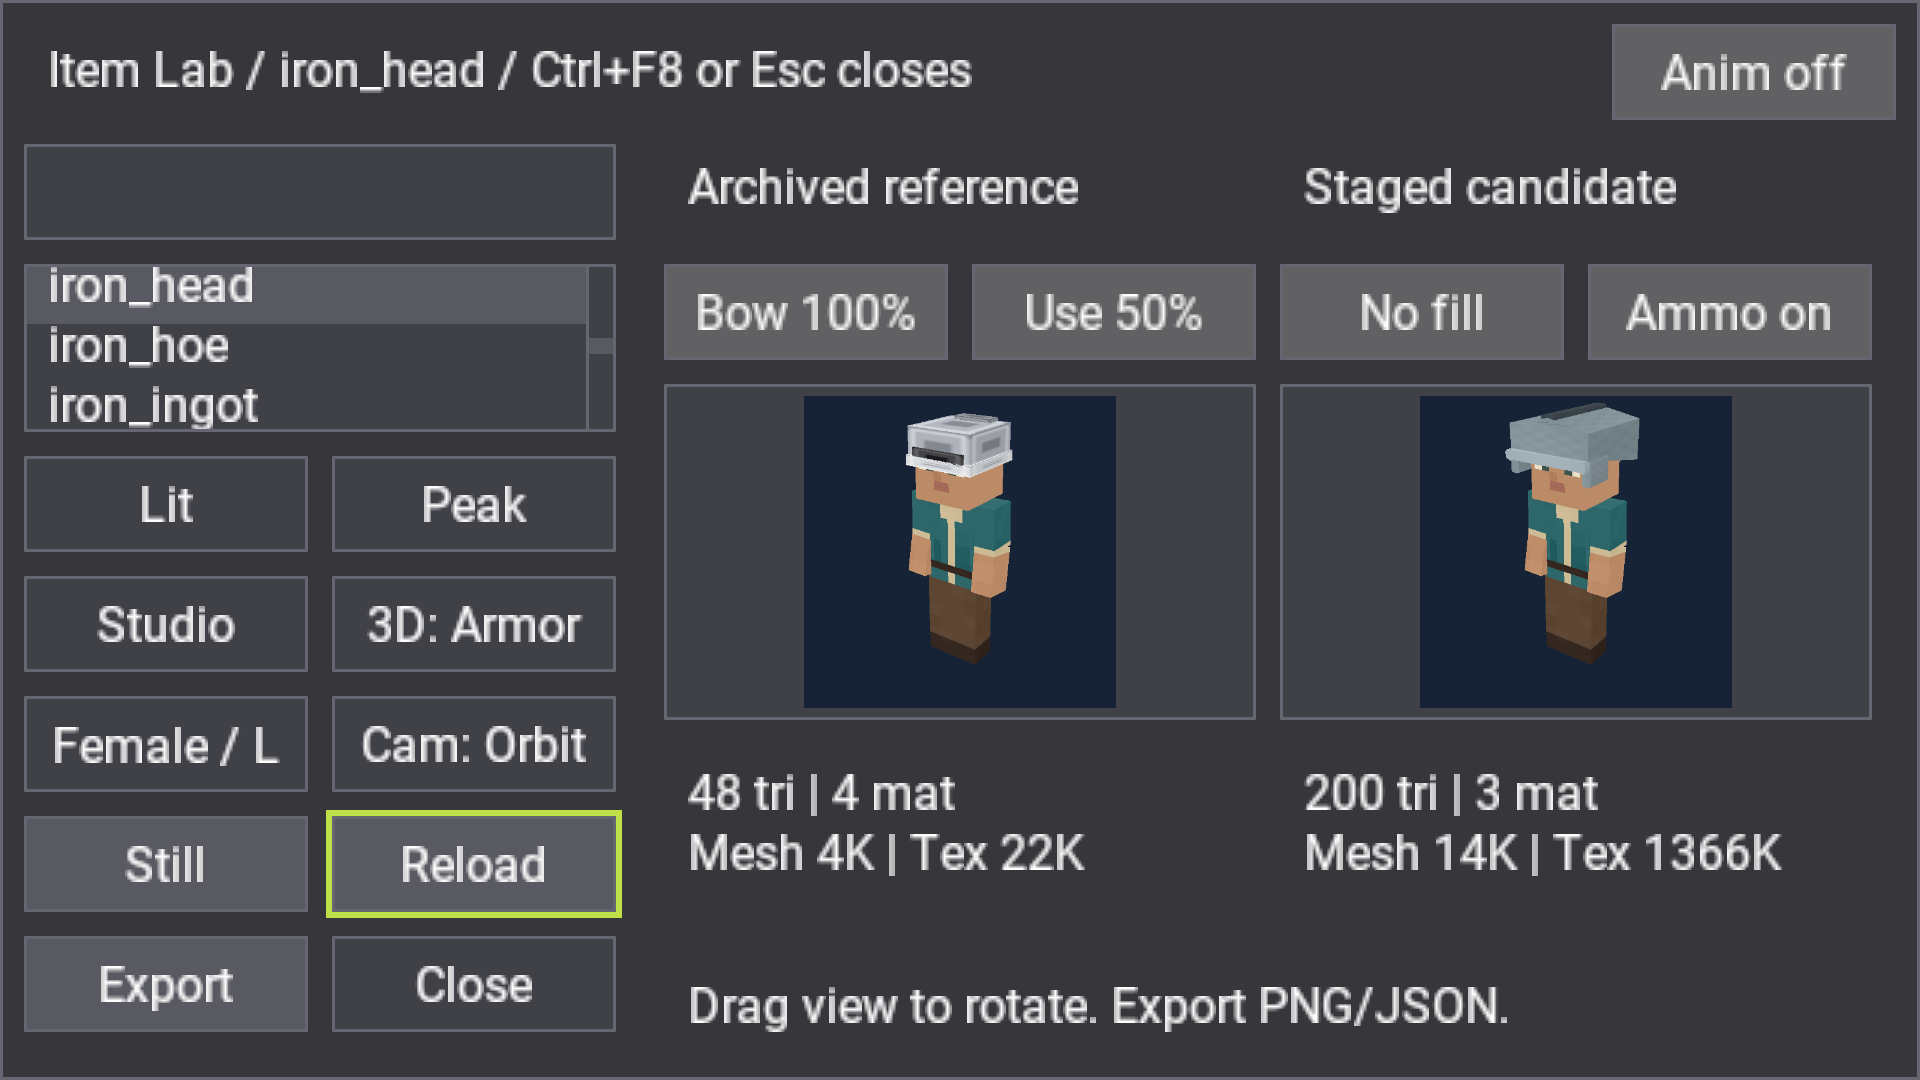 Item Lab / iron_head / Ctrl+F8 or Esc closes
Anim off
Archived reference
Staged candidate
iron_head
iron_hoe
iron_ingot
Bow 100%
Use 50%
No fill
Ammo on
Lit
Peak
Studio
3D: Armor
Female / L
Cam: Orbit
Still
Reload
Export
Close
48 tri | 4 mat
Mesh 4K | Tex 22K
200 tri | 3 mat
Mesh 14K | Tex 1366K
Drag view to rotate. Export PNG/JSON.